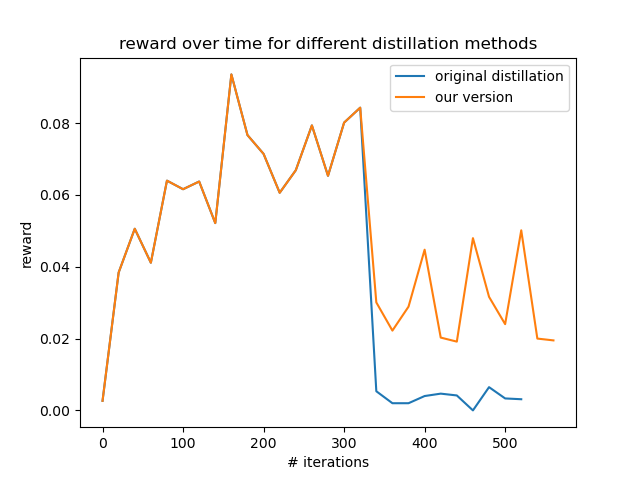 reward over time for different distillation methods
original distillation
our version
0.08
0.06
0.04
0.02
0.00
reward
0 100 200 300 400 500
# iterations